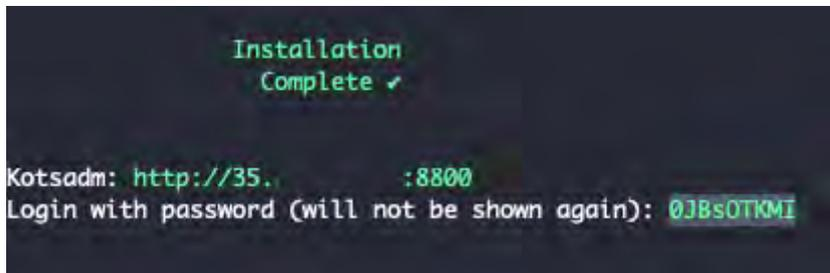 Installation
Complete ✔
Kotsadm: http://35. :8800
Login with password (will not be shown again): 0JBsOTKMI